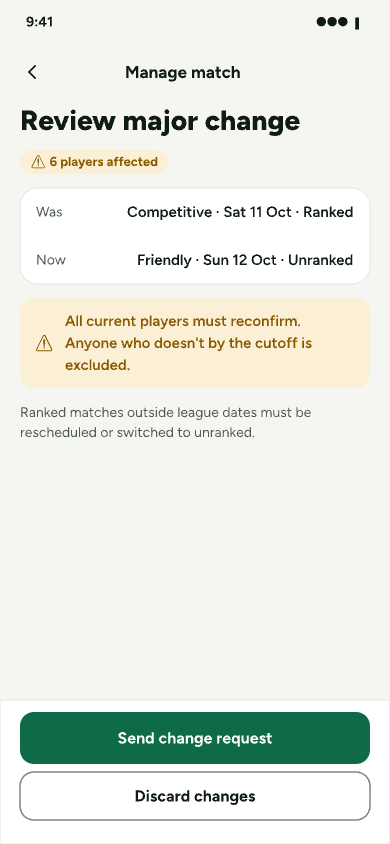 9:41
Manage match
Review major change
6 players affected
Was Competitive · Sat 11 Oct · Ranked
Now Friendly · Sun 12 Oct · Unranked
All current players must reconfirm.
Anyone who doesn't by the cutoff is
excluded.
Ranked matches outside league dates must be
rescheduled or switched to unranked.
Send change request
Discard changes